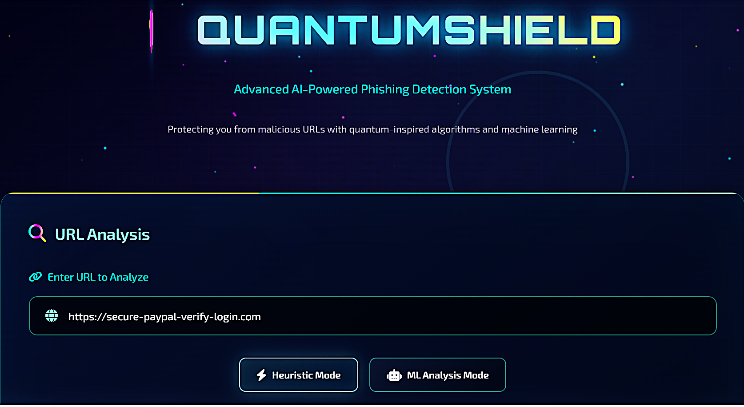 QUANTUMSHIELD
Advanced AI-Powered Phishing Detection System
Protecting you from malicious URLs with quantum-inspired algorithms and machine learning
URL Analysis
Enter URL to Analyze
https://secure-paypal-verify-login.com
Heuristic Mode
ML Analysis Mode